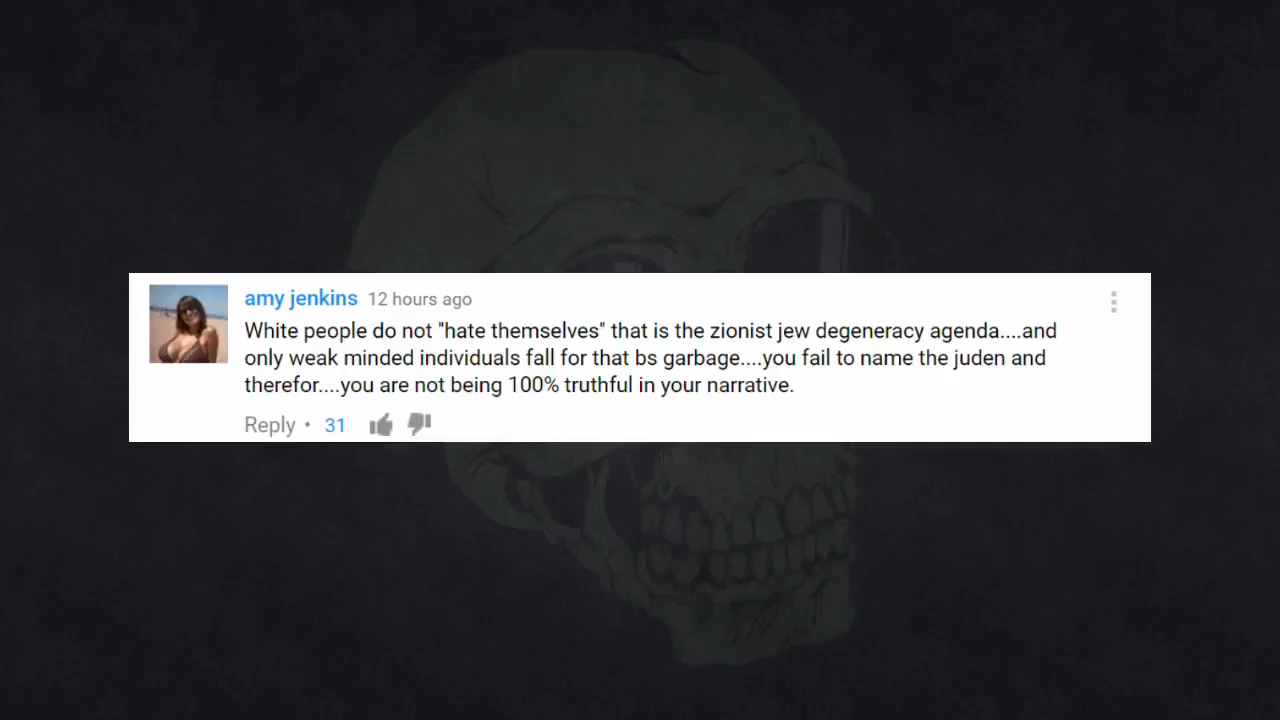 amy jenkins 12 hours ago
White people do not "hate themselves" that is the zionist jew degeneracy agenda....and
only weak minded individuals fall for that bs garbage....you fail to name the juden and
therefor....you are not being 100% truthful in your narrative.
Reply • 31